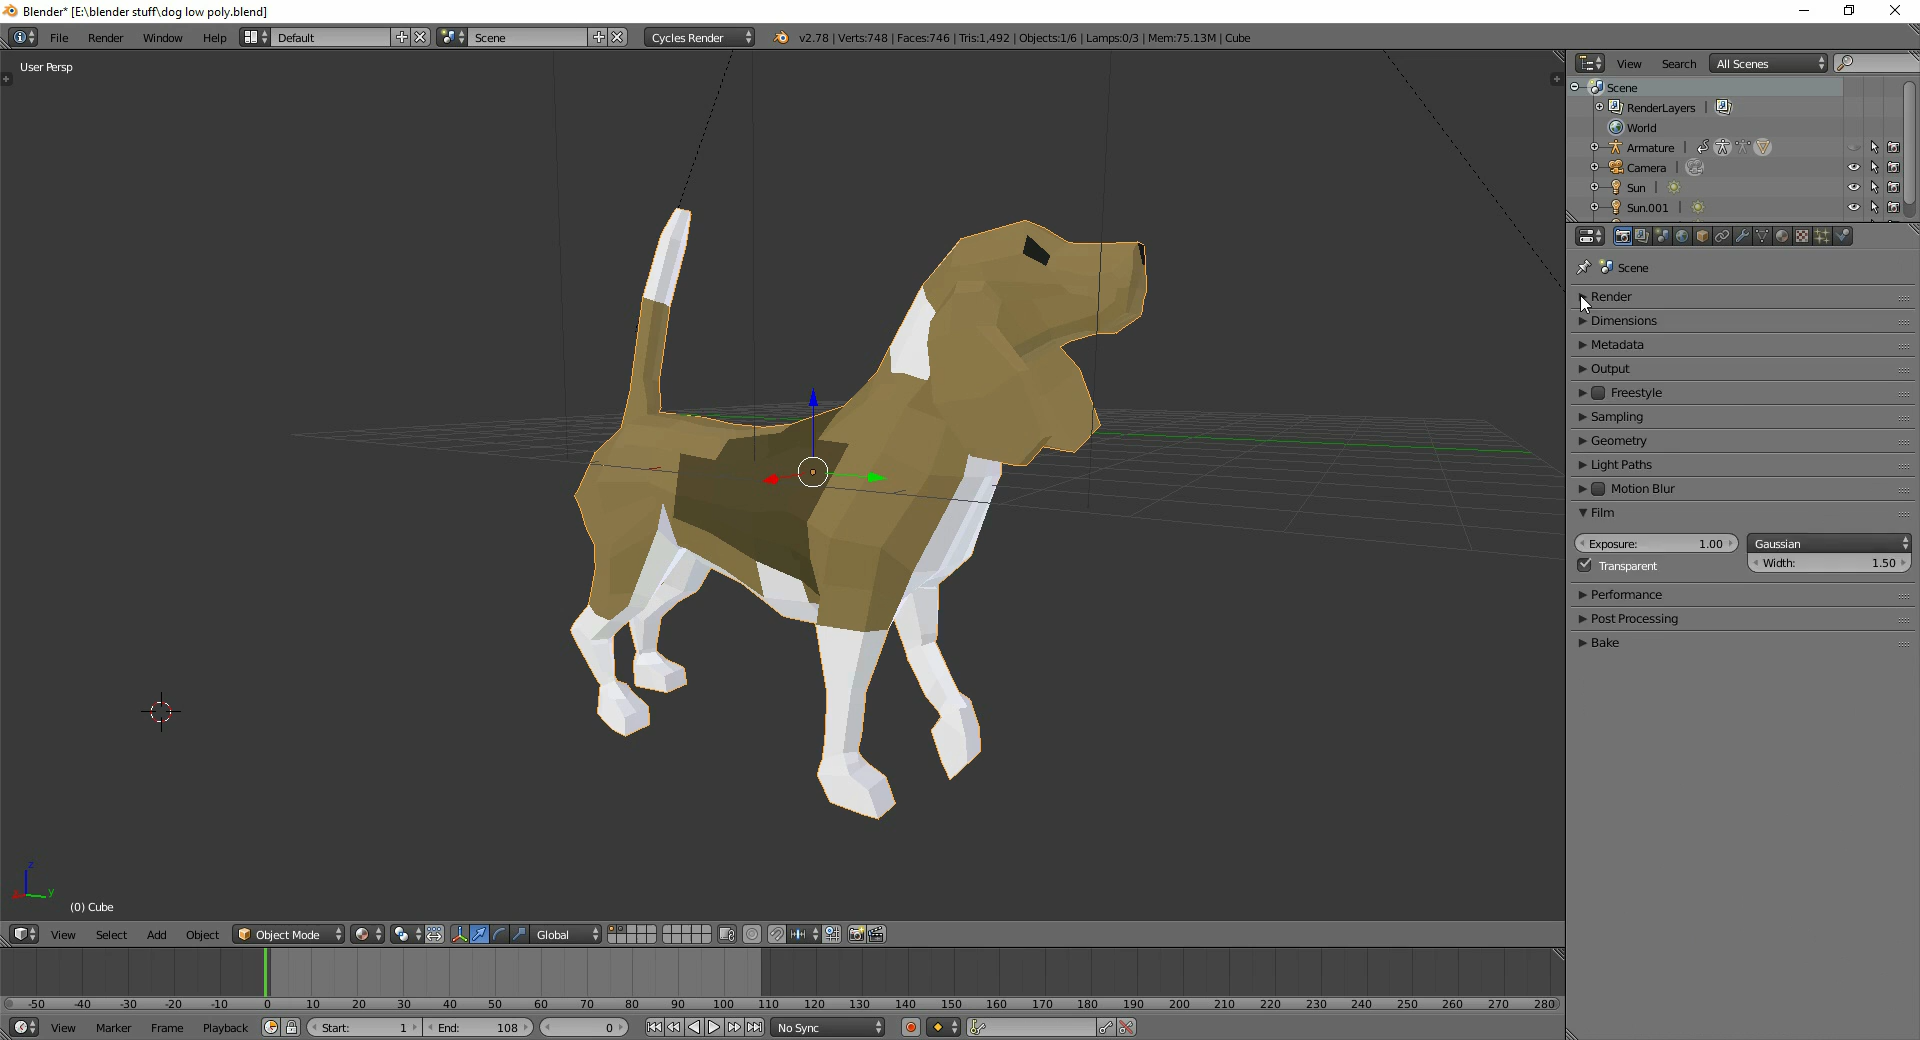 Blender* [E:\blender stuff\dog low poly.blend]
File Render Window Help Default Scene Cycles Render v2.78 | Verts:748 | Faces:746 | Tris:1,492 | Objects:1/6 | Lamps:0/3 | Mem:75.13M | Cube
User Persp
View Search All Scenes
Scene
RenderLayers
World
Armature
Camera
Sun
Sun.001
Scene
Render
Dimensions
Metadata
Output
Freestyle
Sampling
Geometry
Light Paths
Motion Blur
Film
Exposure: 1.00 Gaussian
Transparent Width: 1.50
Performance
Post Processing
Bake
z
y
(0) Cube
View Select Add Object Object Mode Global
-50 -40 -30 -20 -10 0 10 20 30 40 50 60 70 80 90 100 110 120 130 140 150 160 170 180 190 200 210 220 230 240 250 260 270 280
View Marker Frame Playback Start: 1 End: 108 0 No Sync